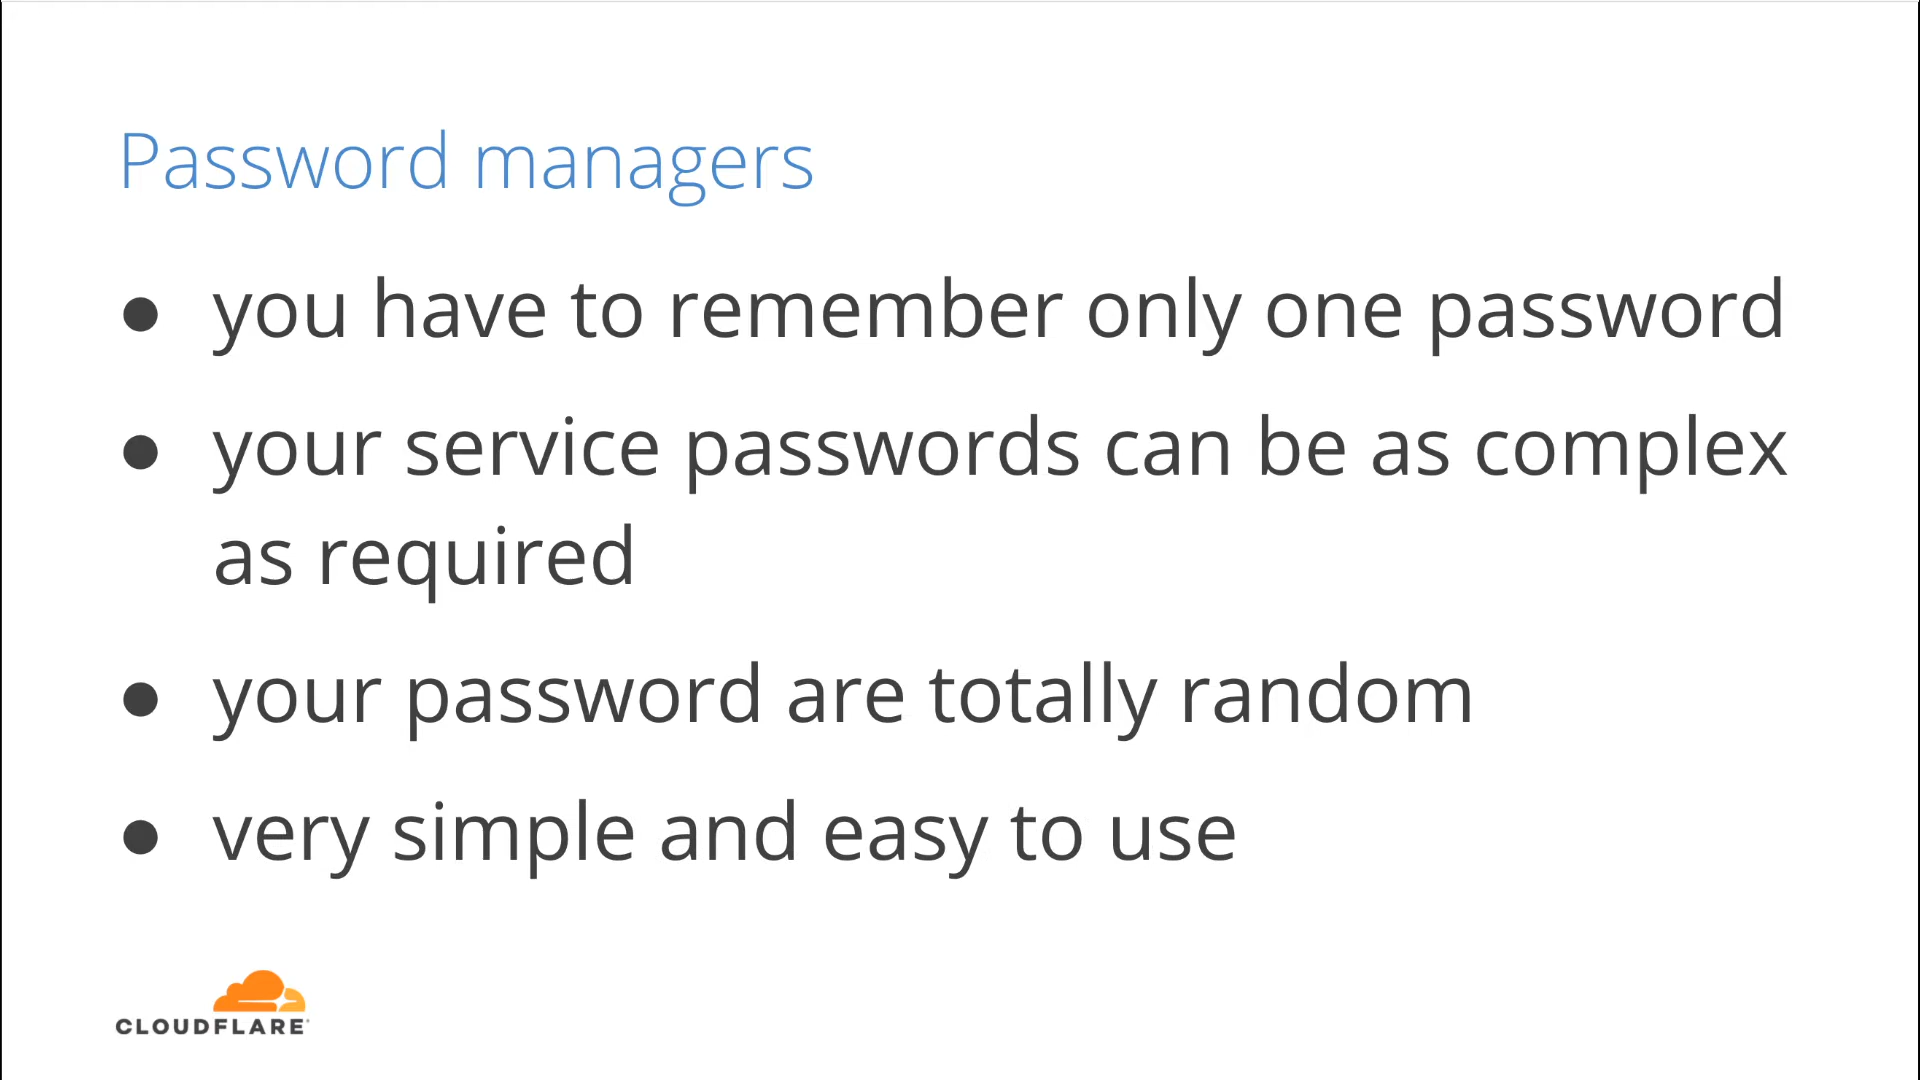 Password managers
● you have to remember only one password
● your service passwords can be as complex
as required
● your password are totally random
● very simple and easy to use
CLOUDFLARE